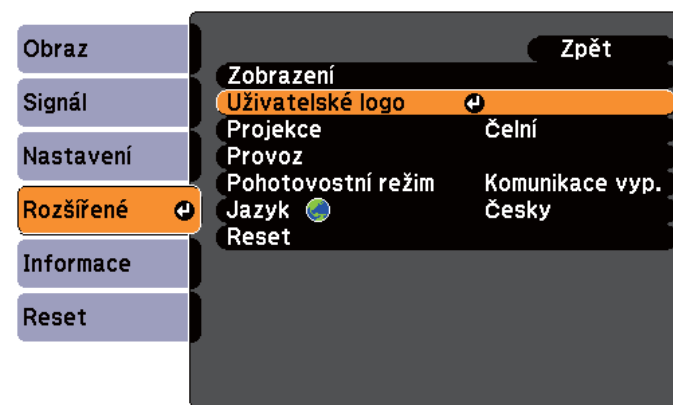 Obraz
Signál
Nastavení
Rozšířené
Informace
Reset
Zpět
Zobrazení
Uživatelské logo
Projekce Čelní
Provoz
Pohotovostní režim Komunikace vyp.
Jazyk Česky
Reset